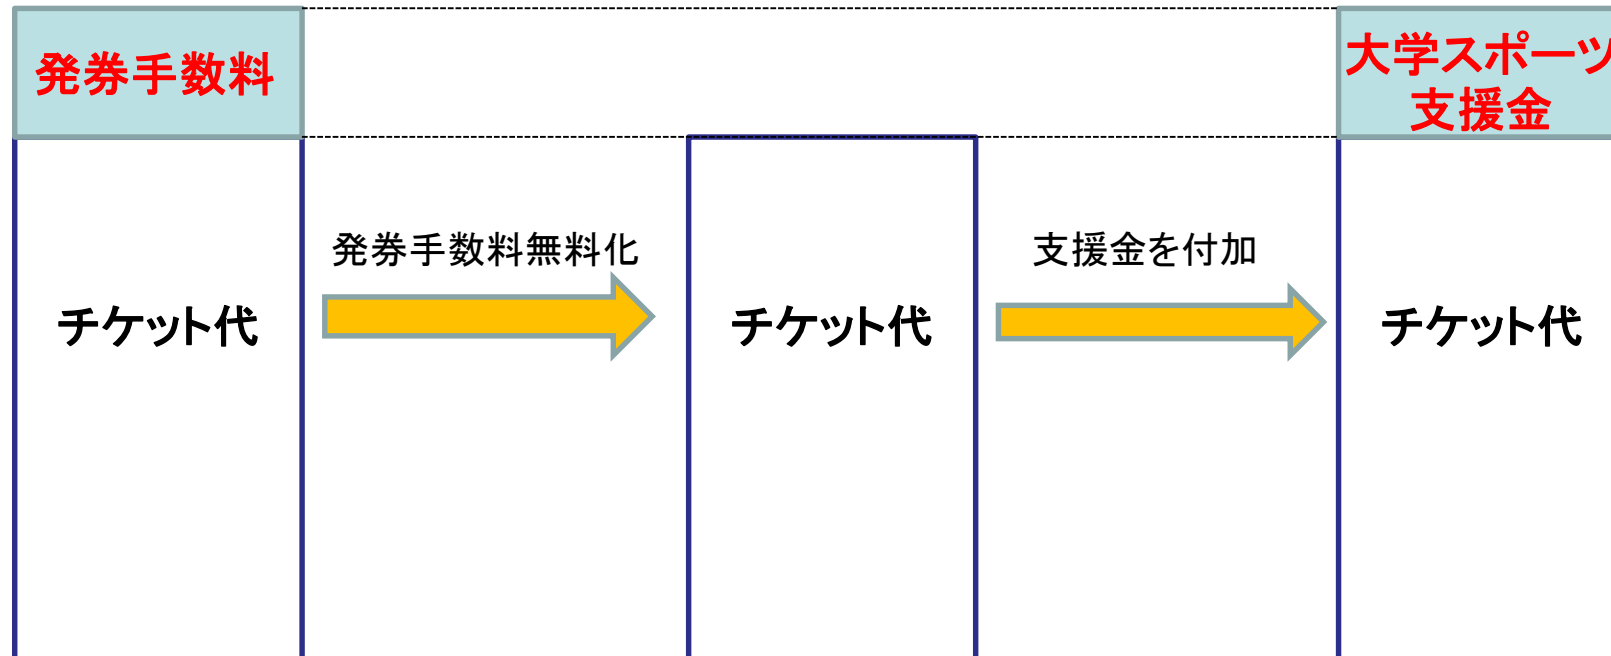 発券手数料
大学スポーツ
支援金
発券手数料無料化
支援金を付加
チケット代
チケット代
チケット代